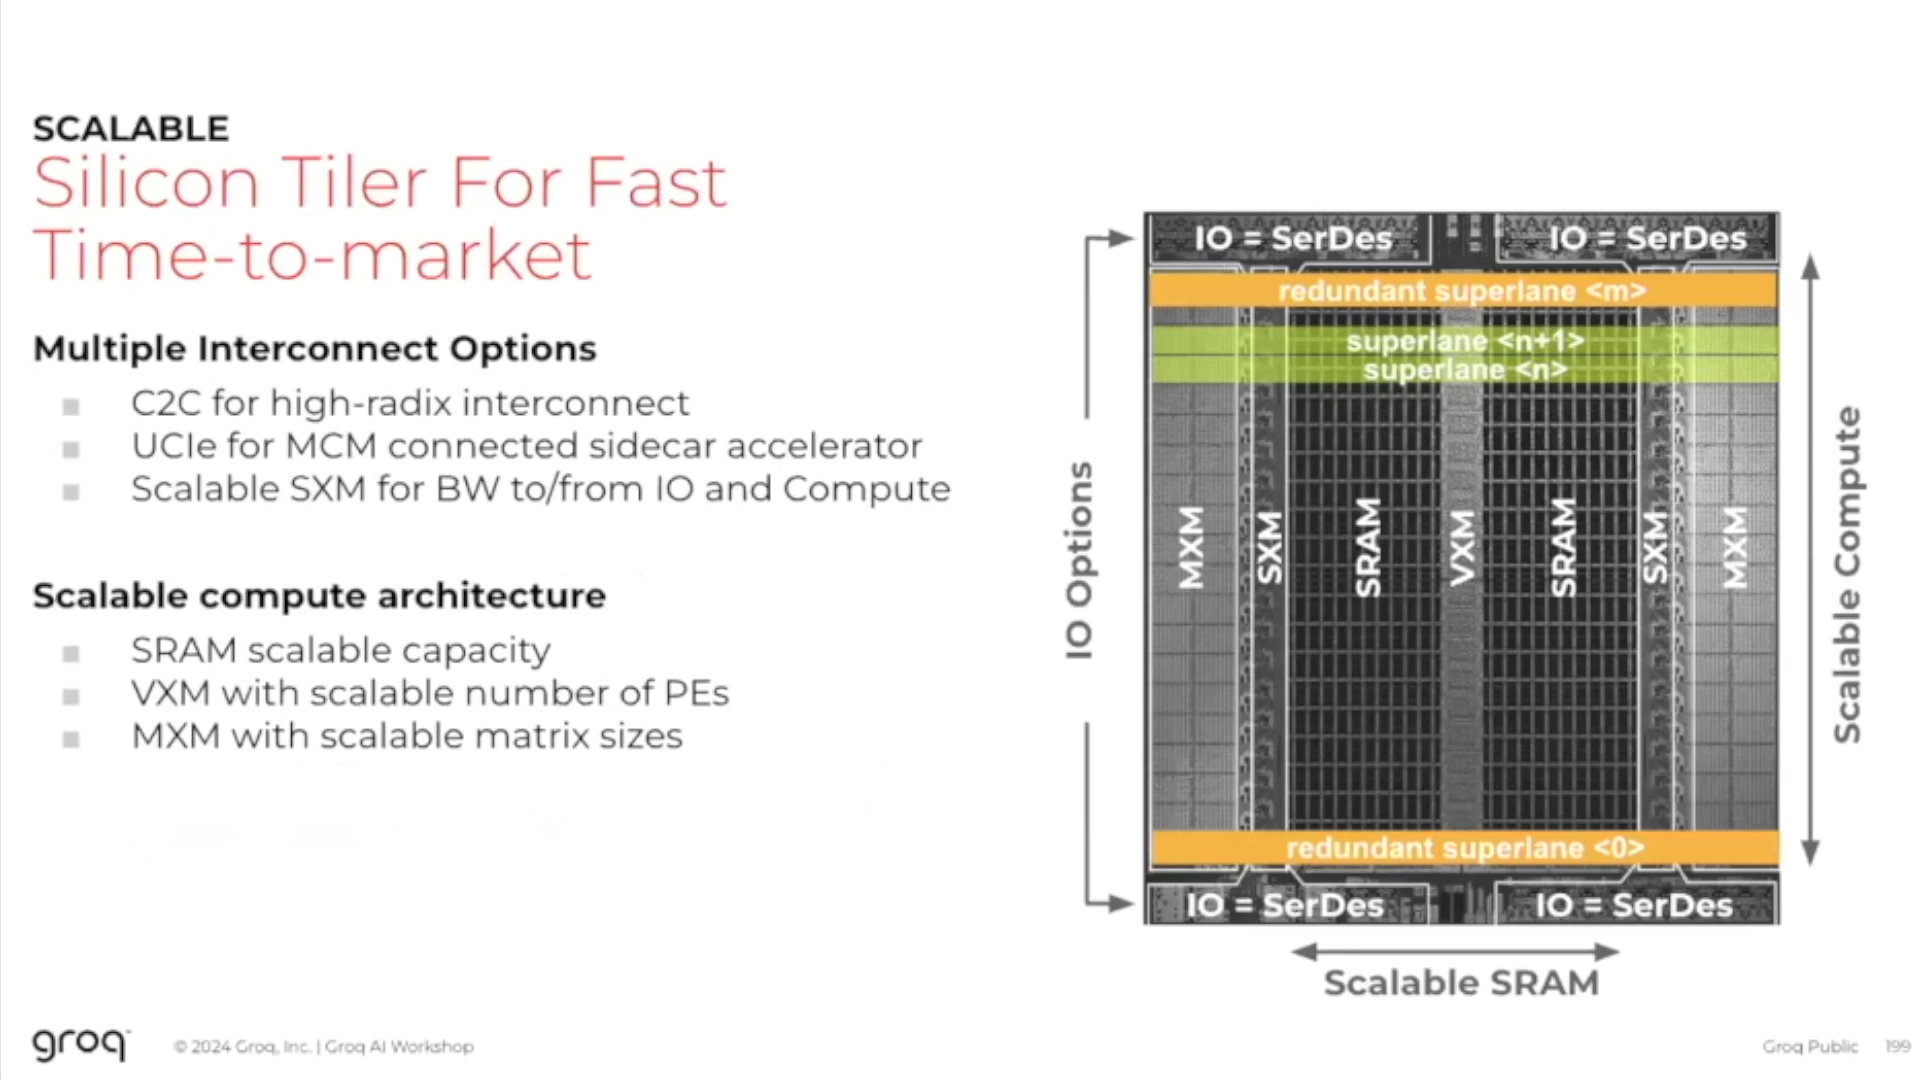 SCALABLE
Silicon Tiler For Fast
Time-to-market
Multiple Interconnect Options
C2C for high-radix interconnect
UCIe for MCM connected sidecar accelerator
Scalable SXM for BW to/from IO and Compute
Scalable compute architecture
SRAM scalable capacity
VXM with scalable number of PEs
MXM with scalable matrix sizes
IO Options
IO = SerDes
IO = SerDes
redundant superlane <m>
superlane <n+1>
superlane <n>
MXM
SXM
SRAM
VXM
SRAM
SXM
MXM
redundant superlane <0>
IO = SerDes
IO = SerDes
Scalable Compute
Scalable SRAM
groq
© 2024 Groq, Inc. | Groq AI Workshop
Groq Public 199